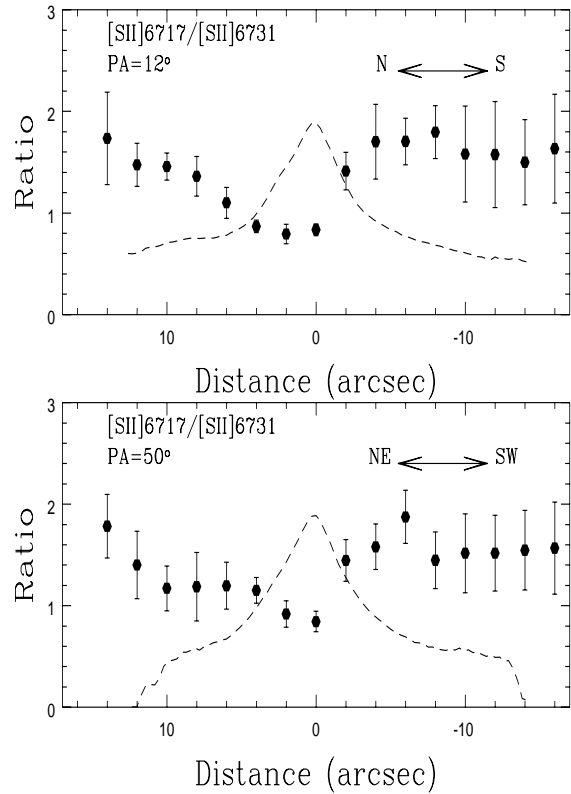 [SII]6717/[SII]6731
PA=12°
N S
3
2
1
0
Ratio
10 0 -10
Distance (arcsec)
[SII]6717/[SII]6731
PA=50°
NE SW
3
2
1
0
Ratio
10 0 -10
Distance (arcsec)